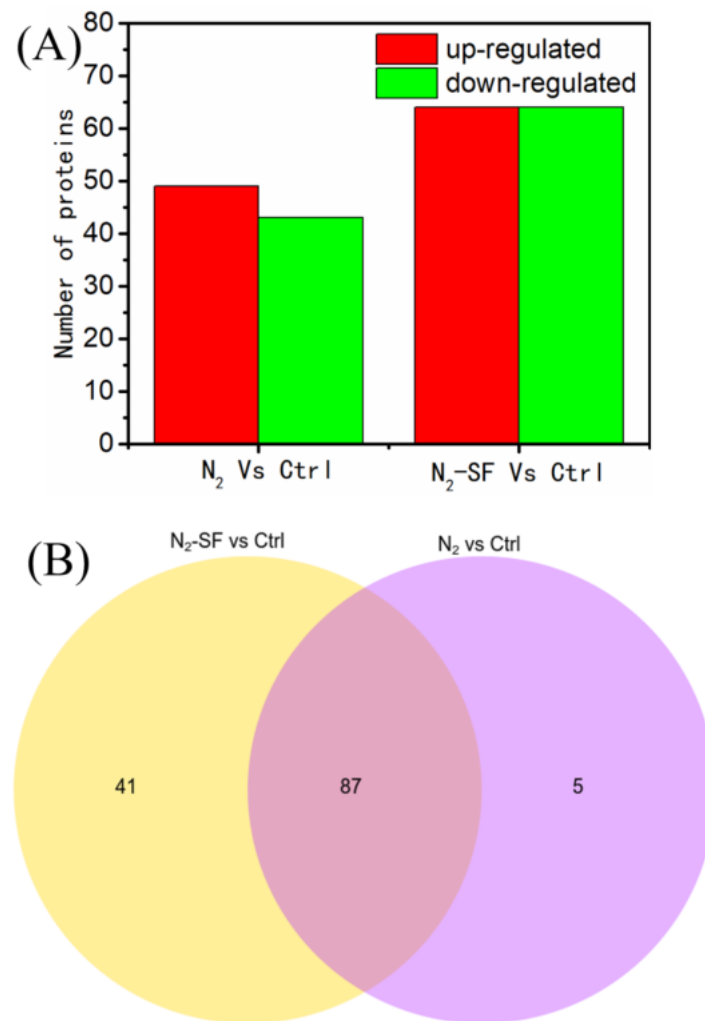 (A)
80
70
60
50
40
30
20
10
0
Number of proteins
up-regulated
down-regulated
N₂ Vs Ctrl
N₂-SF Vs Ctrl
(B)
N₂-SF vs Ctrl
N₂ vs Ctrl
41
87
5